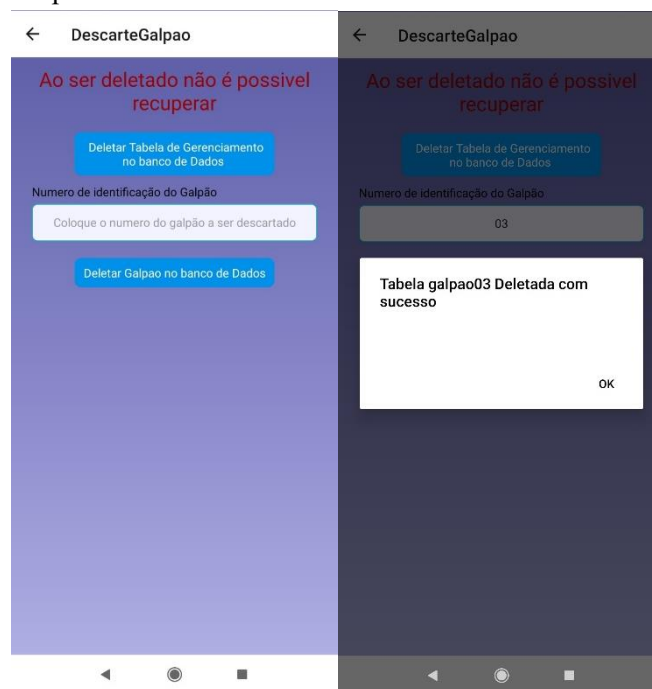 DescarteGalpao
Ao ser deletado não é possivel
recuperar
Deletar Tabela de Gerenciamento
no banco de Dados
Numero de identificação do Galpão
Coloque o numero do galpão a ser descartado
Deletar Galpao no banco de Dados
DescarteGalpao
Ao ser deletado não é possivel
recuperar
Deletar Tabela de Gerenciamento
no banco de Dados
Numero de identificação do Galpão
03
Tabela galpao03 Deletada com
sucesso
OK